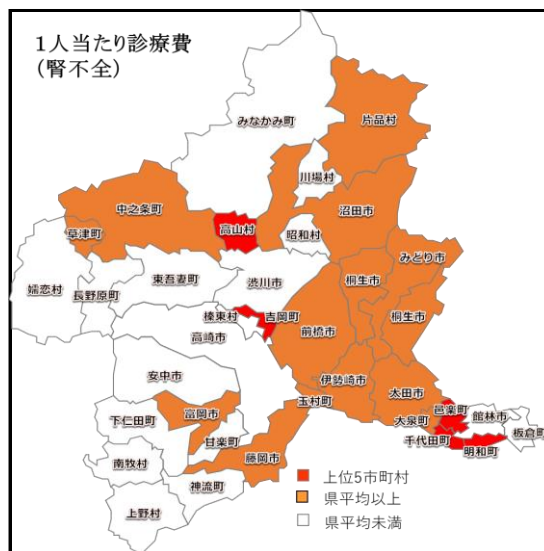 1人当たり診療費
(腎不全)
みなかみ町
片品村
川場村
中之条町
沼田市
草津町
高山村
昭和村
みどり市
嬬恋村
東吾妻町
渋川市
桐生市
長野原町
榛東村
吉岡町
桐生市
高崎市
前橋市
安中市
伊勢崎市
太田市
玉村町
邑楽町
下仁田町
富岡市
大泉町
館林市
甘楽町
千代田町
板倉町
藤岡市
明和町
南牧村
神流町
上野村
上位5市町村
県平均以上
県平均未満